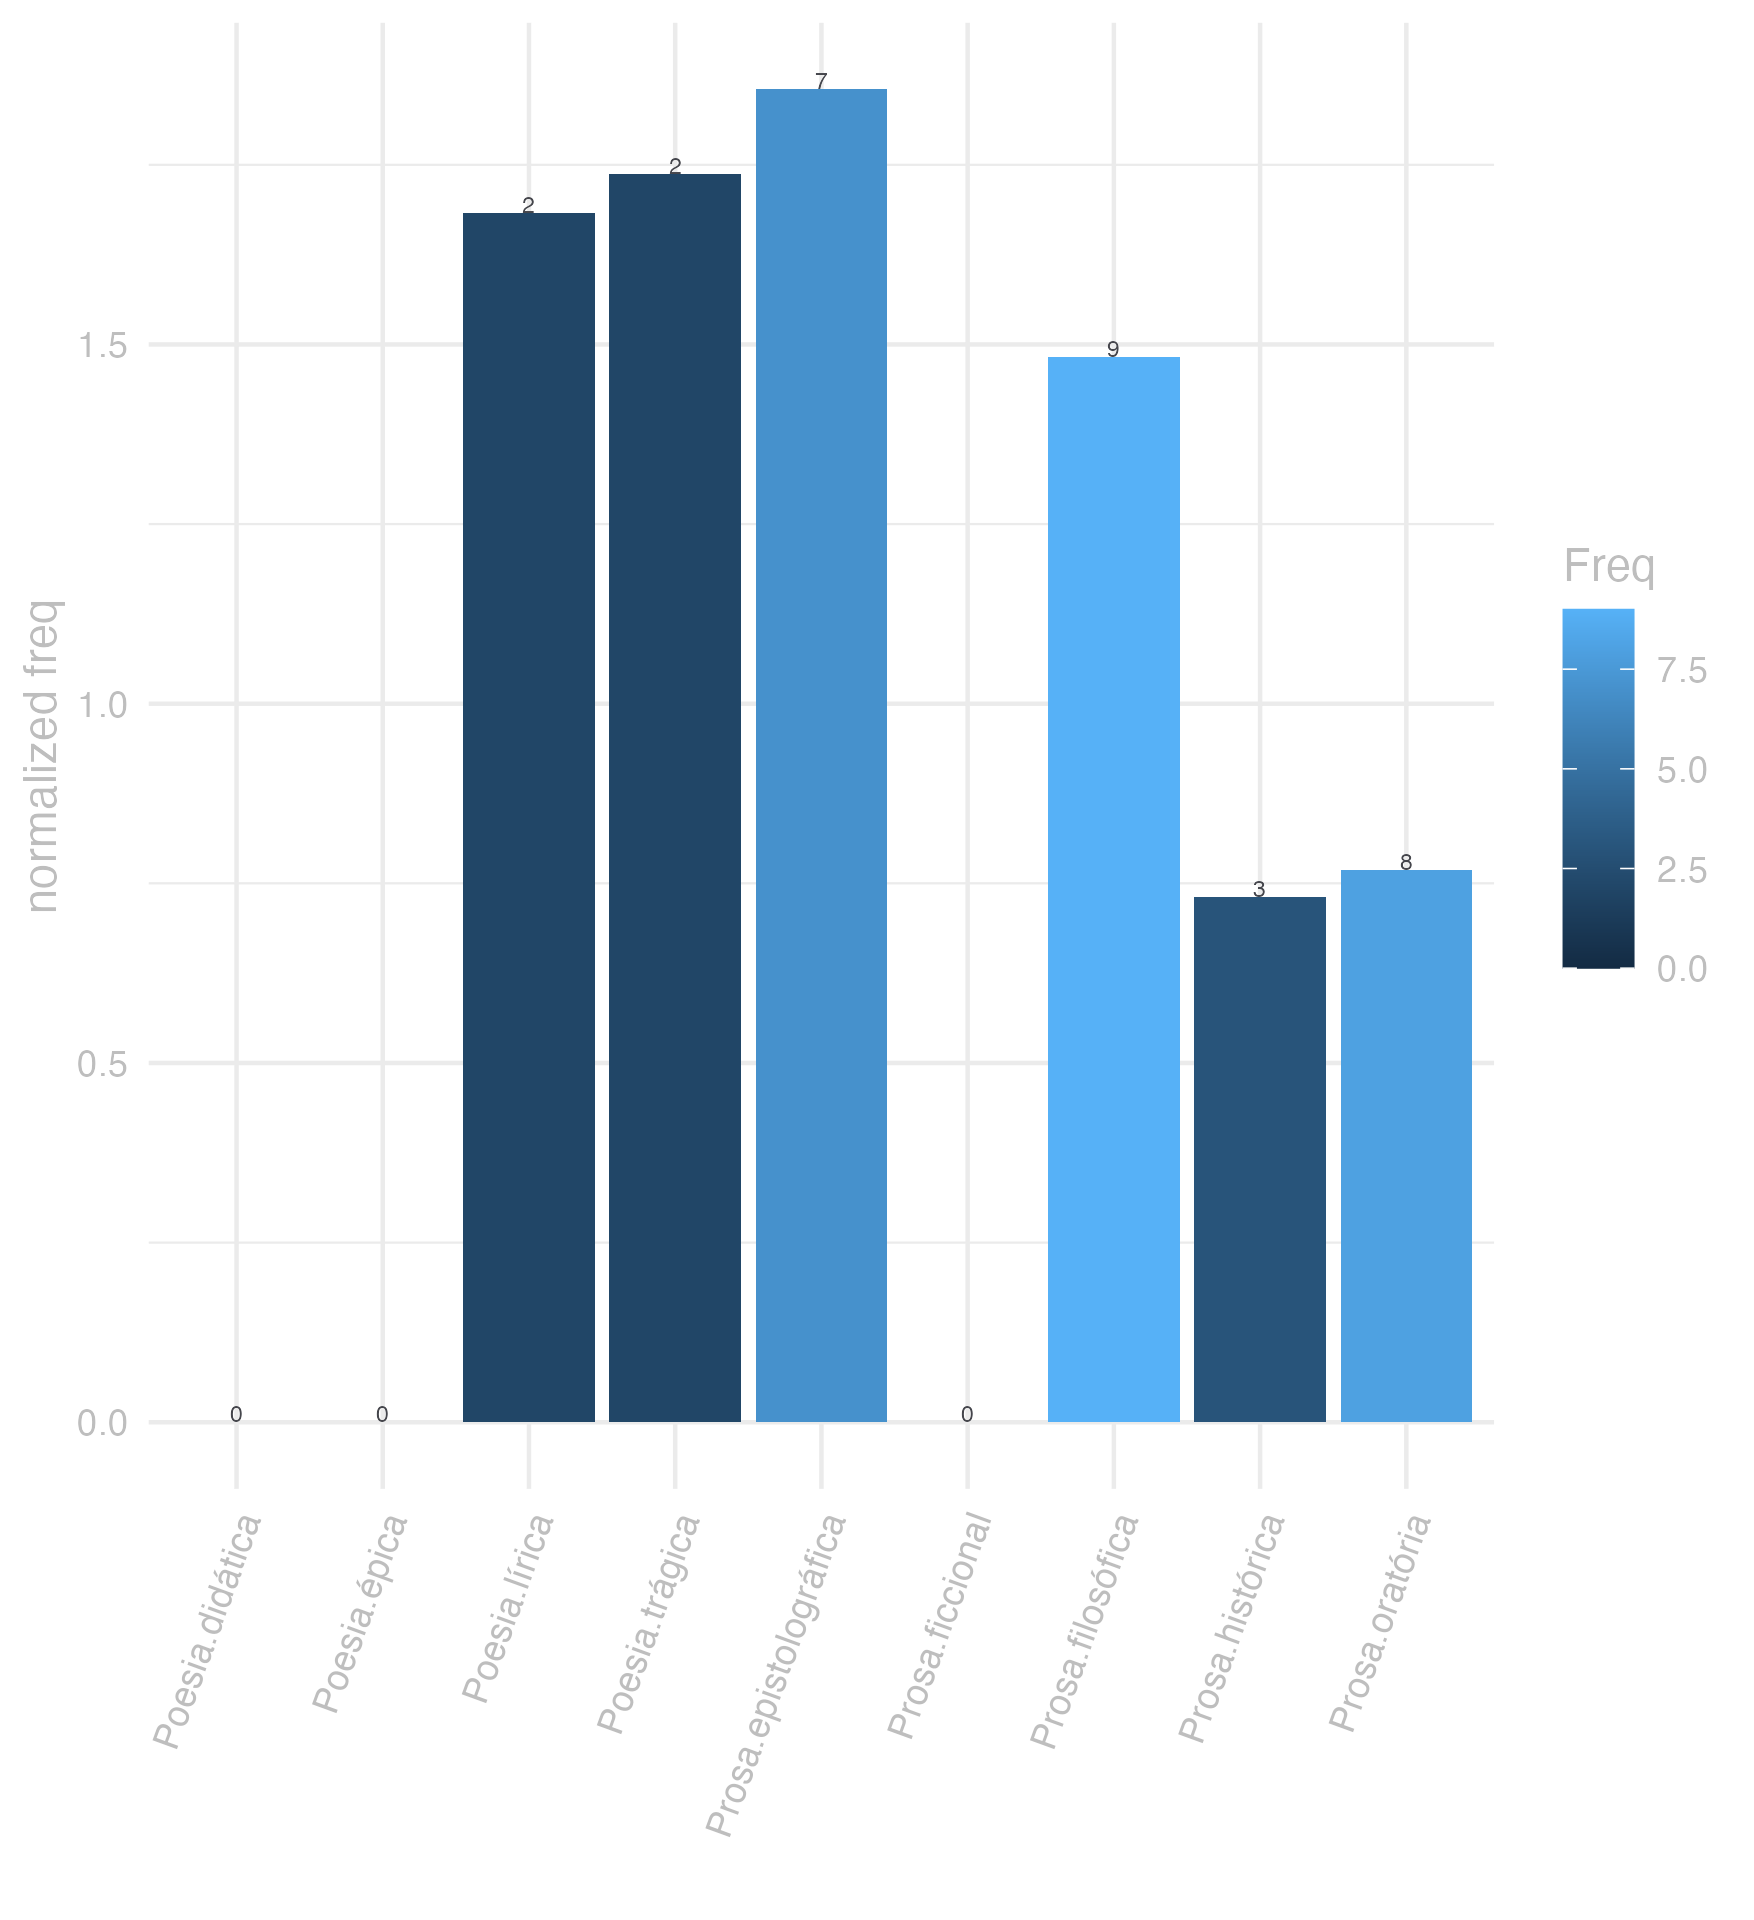 normalized freq
1.5
1.0
0.5
0.0
0
0
2
2
7
0
9
3
8
Poesia.didática
Poesia.épica
Poesia.lírica
Poesia.trágica
Prosa.epistolográfica
Prosa.ficcional
Prosa.filosófica
Prosa.histórica
Prosa.oratória
Freq
7.5
5.0
2.5
0.0